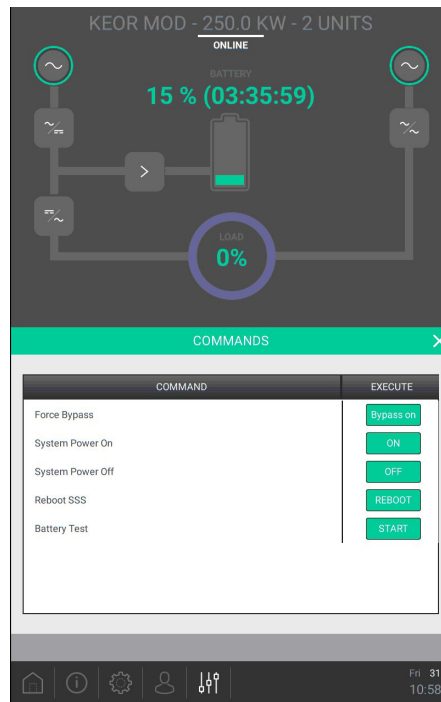 KEOR MOD - 250.0 KW - 2 UNITS
ONLINE
BATTERY
15 % (03:35:59)
LOAD
0%
COMMANDS
COMMAND EXECUTE
Force Bypass Bypass on
System Power On ON
System Power Off OFF
Reboot SSS REBOOT
Battery Test START
Fri 31
10:58